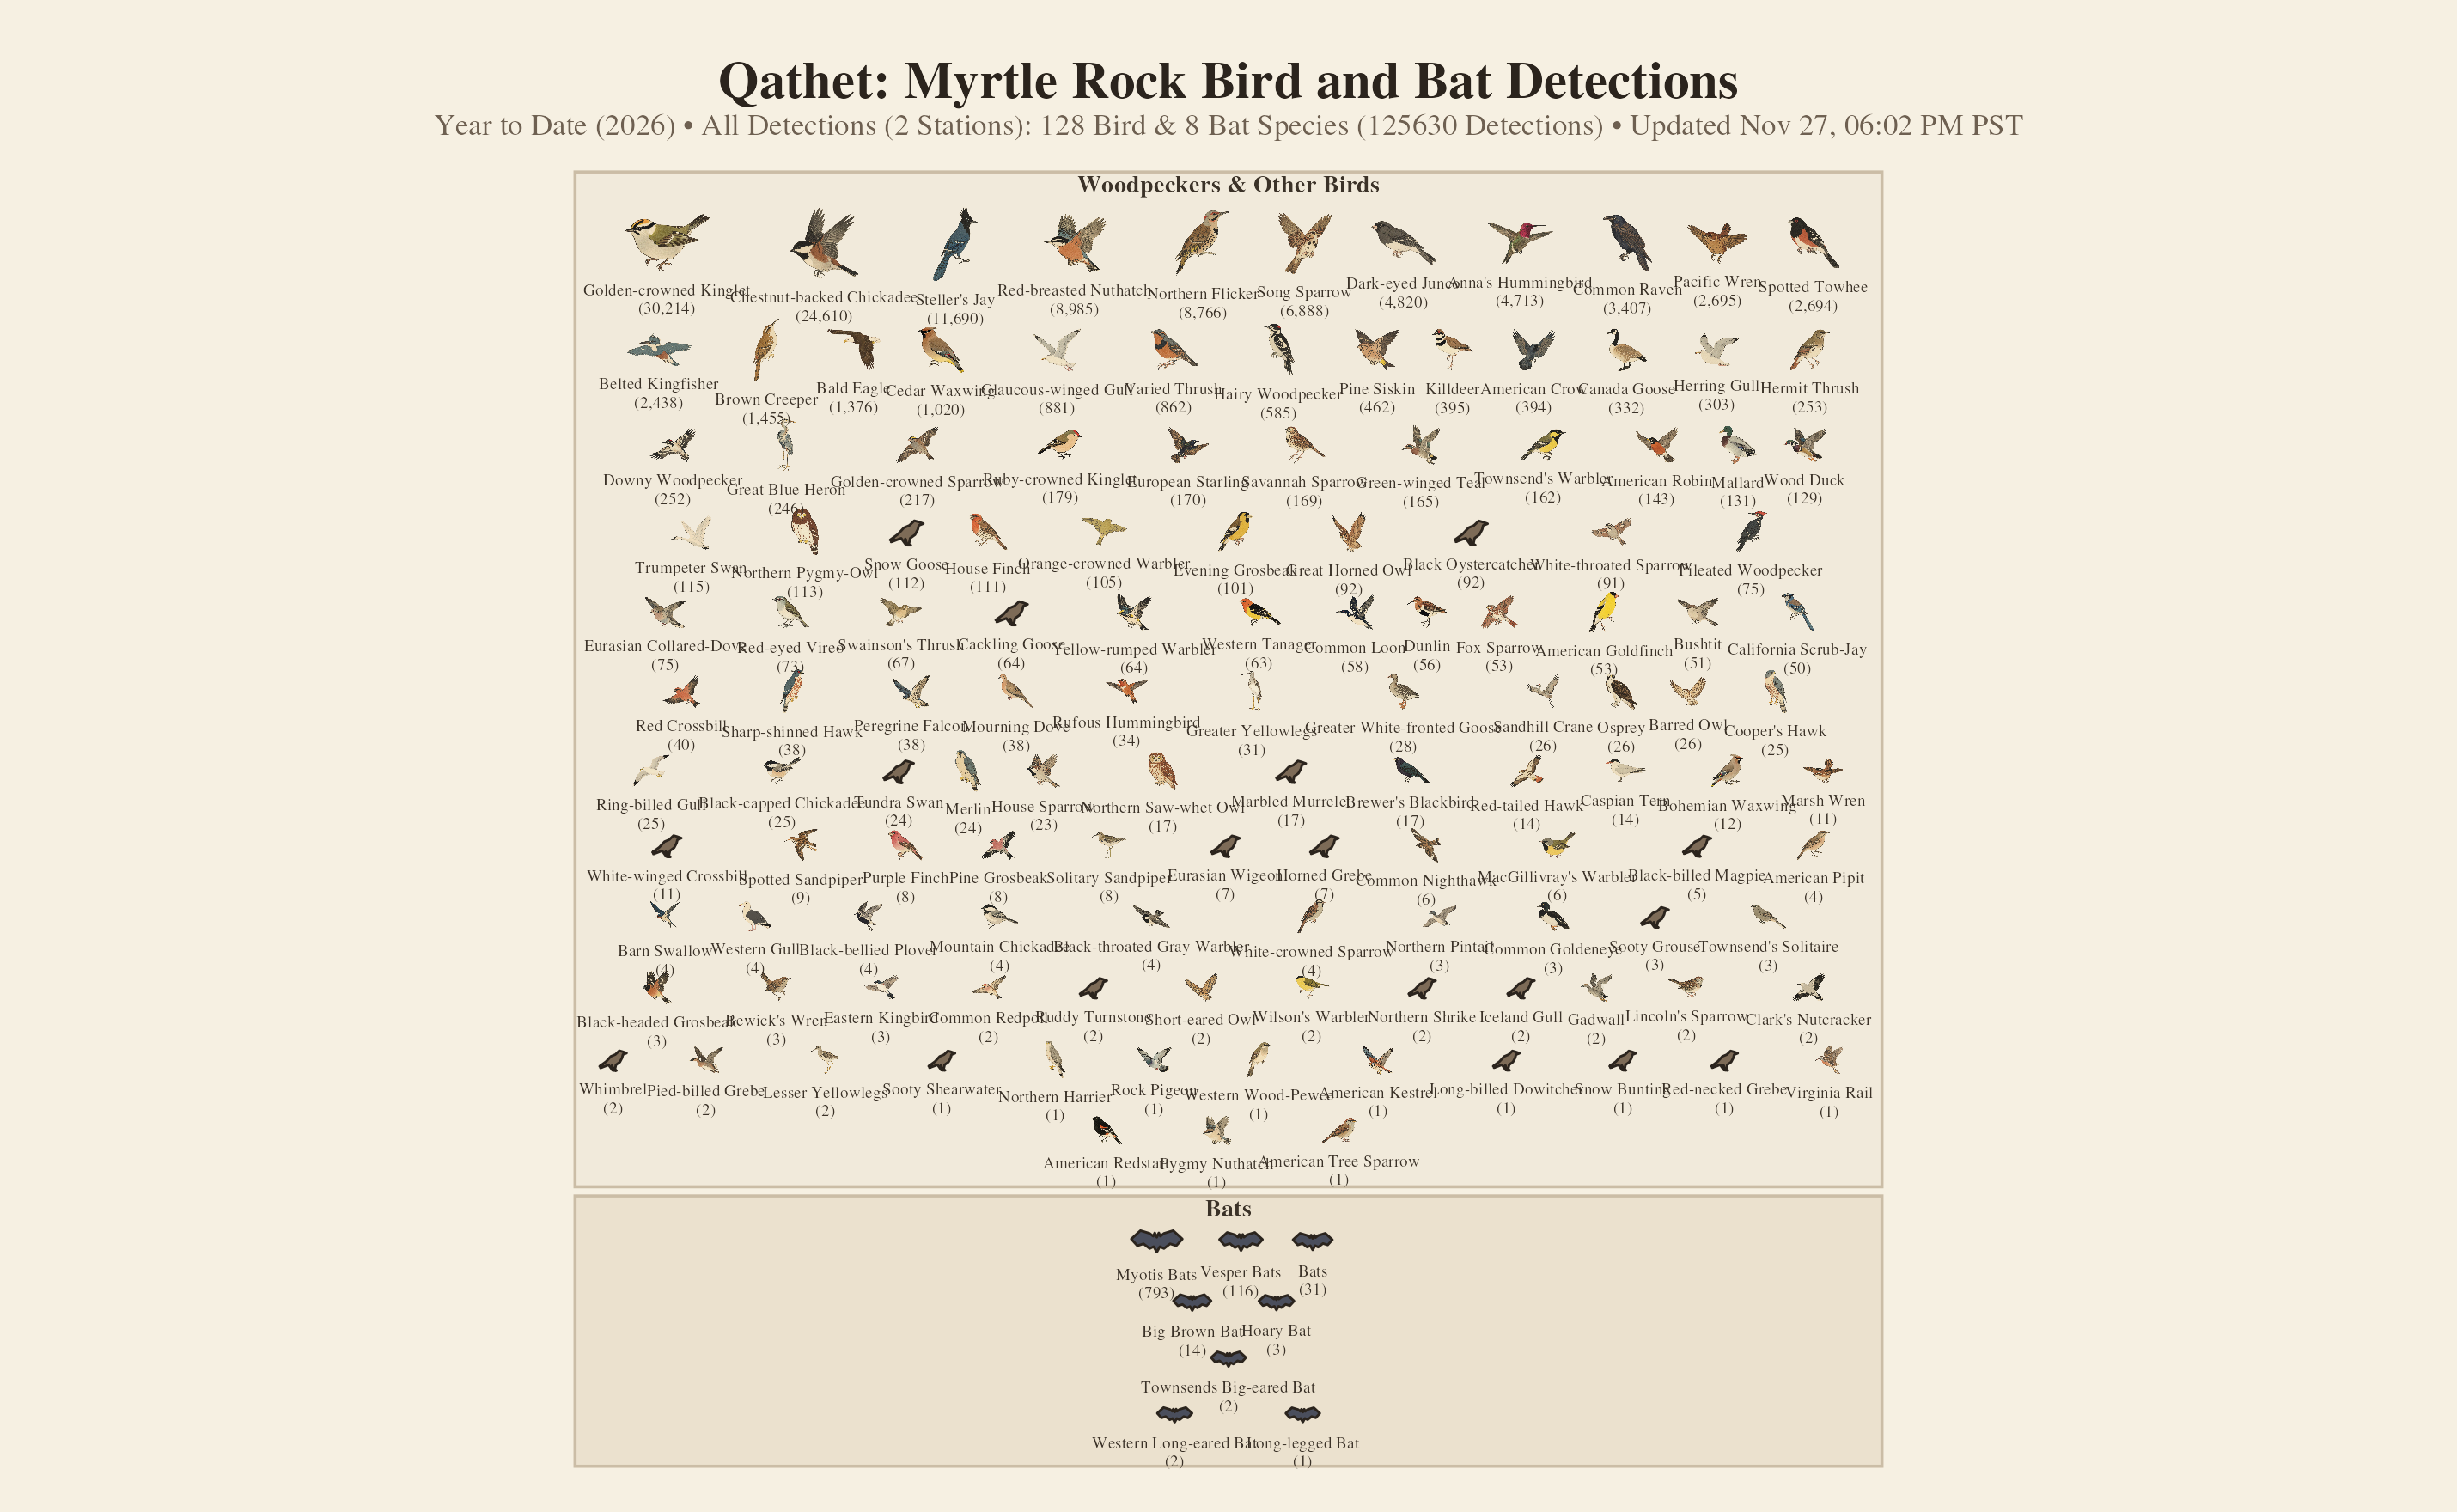 Qathet: Myrtle Rock Bird and Bat Detections
Year to Date (2026) • All Detections (2 Stations): 128 Bird & 8 Bat Species (125630 Detections) • Updated Nov 27, 06:02 PM PST
Woodpeckers & Other Birds
Golden-crowned Kinglet Chestnut-backed Chickadee Steller's Jay Red-breasted Nuthatch Northern Flicker Song Sparrow Dark-eyed Junco Anna's Hummingbird Common Raven Pacific Wren Spotted Towhee
(30,214) (24,610) (11,690) (8,985) (8,766) (6,888) (4,820) (4,713) (3,407) (2,695) (2,694)
Belted Kingfisher Brown Creeper Bald Eagle Cedar Waxwing Glaucous-winged Gull Varied Thrush Hairy Woodpecker Pine Siskin Killdeer American Crow Canada Goose Herring Gull Hermit Thrush
(2,438) (1,455) (1,376) (1,020) (881) (862) (585) (462) (395) (394) (332) (303) (253)
Downy Woodpecker Great Blue Heron Golden-crowned Sparrow Ruby-crowned Kinglet European Starling Savannah Sparrow Green-winged Teal Townsend's Warbler American Robin Mallard Wood Duck
(252) (246) (217) (179) (170) (169) (165) (162) (143) (131) (129)
Trumpeter Swan Northern Pygmy-Owl Snow Goose House Finch Orange-crowned Warbler Evening Grosbeak Great Horned Owl Black Oystercatcher White-throated Sparrow Pileated Woodpecker
(115) (113) (112) (111) (105) (101) (92) (92) (91) (75)
Eurasian Collared-Dove Red-eyed Vireo Swainson's Thrush Cackling Goose Yellow-rumped Warbler Western Tanager Common Loon Dunlin Fox Sparrow American Goldfinch Bushtit California Scrub-Jay
(75) (73) (67) (64) (64) (63) (58) (56) (53) (53) (51) (50)
Red Crossbill Sharp-shinned Hawk Peregrine Falcon Mourning Dove Rufous Hummingbird Greater Yellowlegs Greater White-fronted Goose Sandhill Crane Osprey Barred Owl Cooper's Hawk
(40) (38) (38) (38) (34) (31) (28) (26) (26) (26) (25)
Ring-billed Gull Black-capped Chickadee Tundra Swan Merlin House Sparrow Northern Saw-whet Owl Marbled Murrelet Brewer's Blackbird Red-tailed Hawk Caspian Tern Bohemian Waxwing Marsh Wren
(25) (25) (24) (24) (23) (17) (17) (17) (14) (14) (12) (11)
White-winged Crossbill Spotted Sandpiper Purple Finch Pine Grosbeak Solitary Sandpiper Eurasian Wigeon Horned Grebe Common Nighthawk MacGillivray's Warbler Black-billed Magpie American Pipit
(11) (9) (8) (8) (8) (7) (7) (6) (6) (5) (4)
Barn Swallow Western Gull Black-bellied Plover Mountain Chickadee Black-throated Gray Warbler White-crowned Sparrow Northern Pintail Common Goldeneye Sooty Grouse Townsend's Solitaire
(4) (4) (4) (4) (4) (4) (3) (3) (3) (3)
Black-headed Grosbeak Bewick's Wren Eastern Kingbird Common Redpoll Ruddy Turnstone Short-eared Owl Wilson's Warbler Northern Shrike Iceland Gull Gadwall Lincoln's Sparrow Clark's Nutcracker
(3) (3) (3) (2) (2) (2) (2) (2) (2) (2) (2) (2)
Whimbrel Pied-billed Grebe Lesser Yellowlegs Sooty Shearwater Northern Harrier Rock Pigeon Western Wood-Pewee American Kestrel Long-billed Dowitcher Snow Bunting Red-necked Grebe Virginia Rail
(2) (2) (2) (1) (1) (1) (1) (1) (1) (1) (1) (1)
American Redstart Pygmy Nuthatch American Tree Sparrow
(1) (1) (1)
Bats
Myotis Bats Vesper Bats Bats
(793) (116) (31)
Big Brown Bat Hoary Bat
(14) (3)
Townsends Big-eared Bat
(2)
Western Long-eared Bat Long-legged Bat
(2) (1)